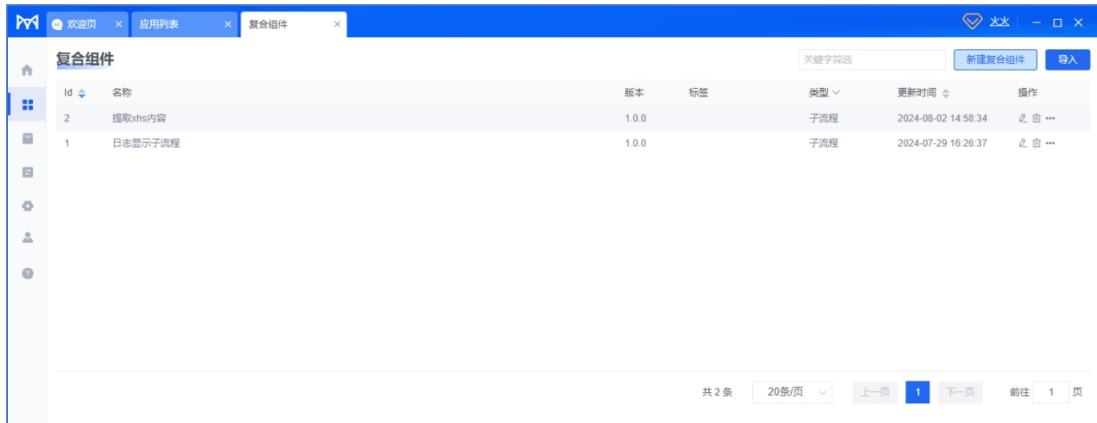 欢迎页 应用列表 复合组件 火火
复合组件 关键字筛选 新建复合组件 导入
Id 名称 版本 标签 类型 更新时间 操作
2 提取xhs内容 1.0.0 子流程 2024-08-02 14:58:34
1 日志显示子流程 1.0.0 子流程 2024-07-29 16:26:37
共 2 条 20条/页 上一页 1 下一页 前往 1 页